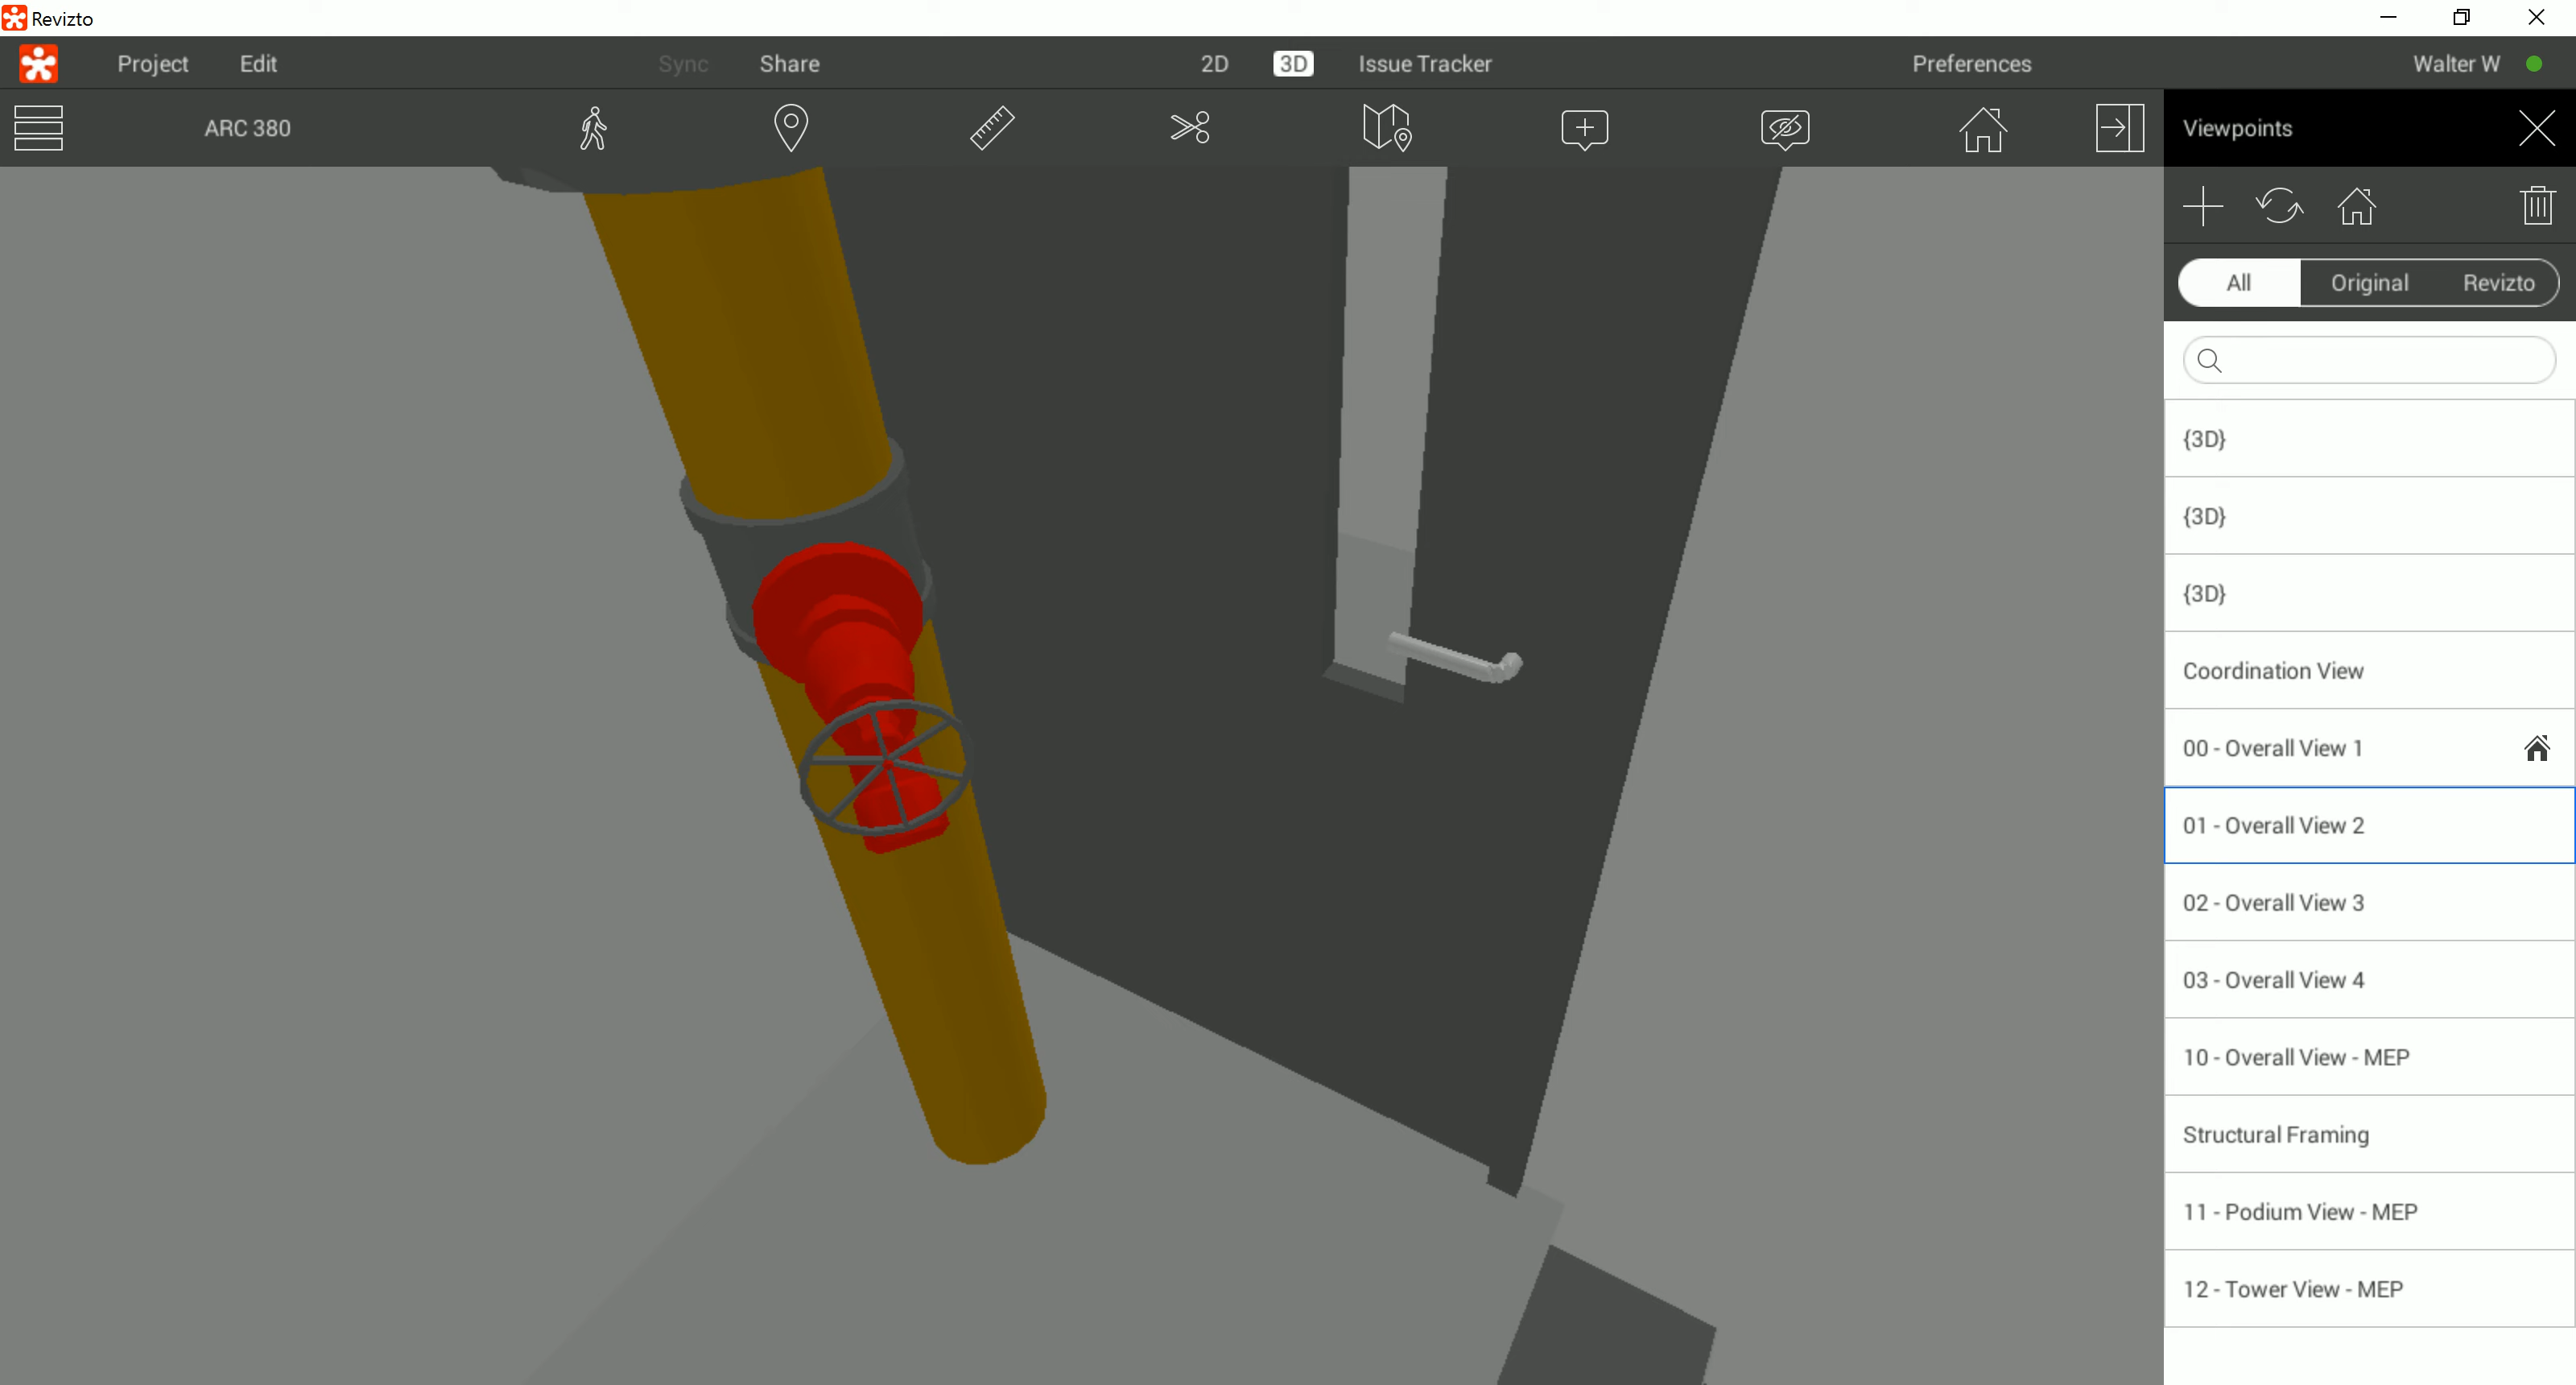 Revizto
Project Edit Sync Share 2D 3D Issue Tracker Preferences Walter W
ARC 380
Viewpoints
All Original Revizto
{3D}
{3D}
{3D}
Coordination View
00 - Overall View 1
01 - Overall View 2
02 - Overall View 3
03 - Overall View 4
10 - Overall View - MEP
Structural Framing
11 - Podium View - MEP
12 - Tower View - MEP